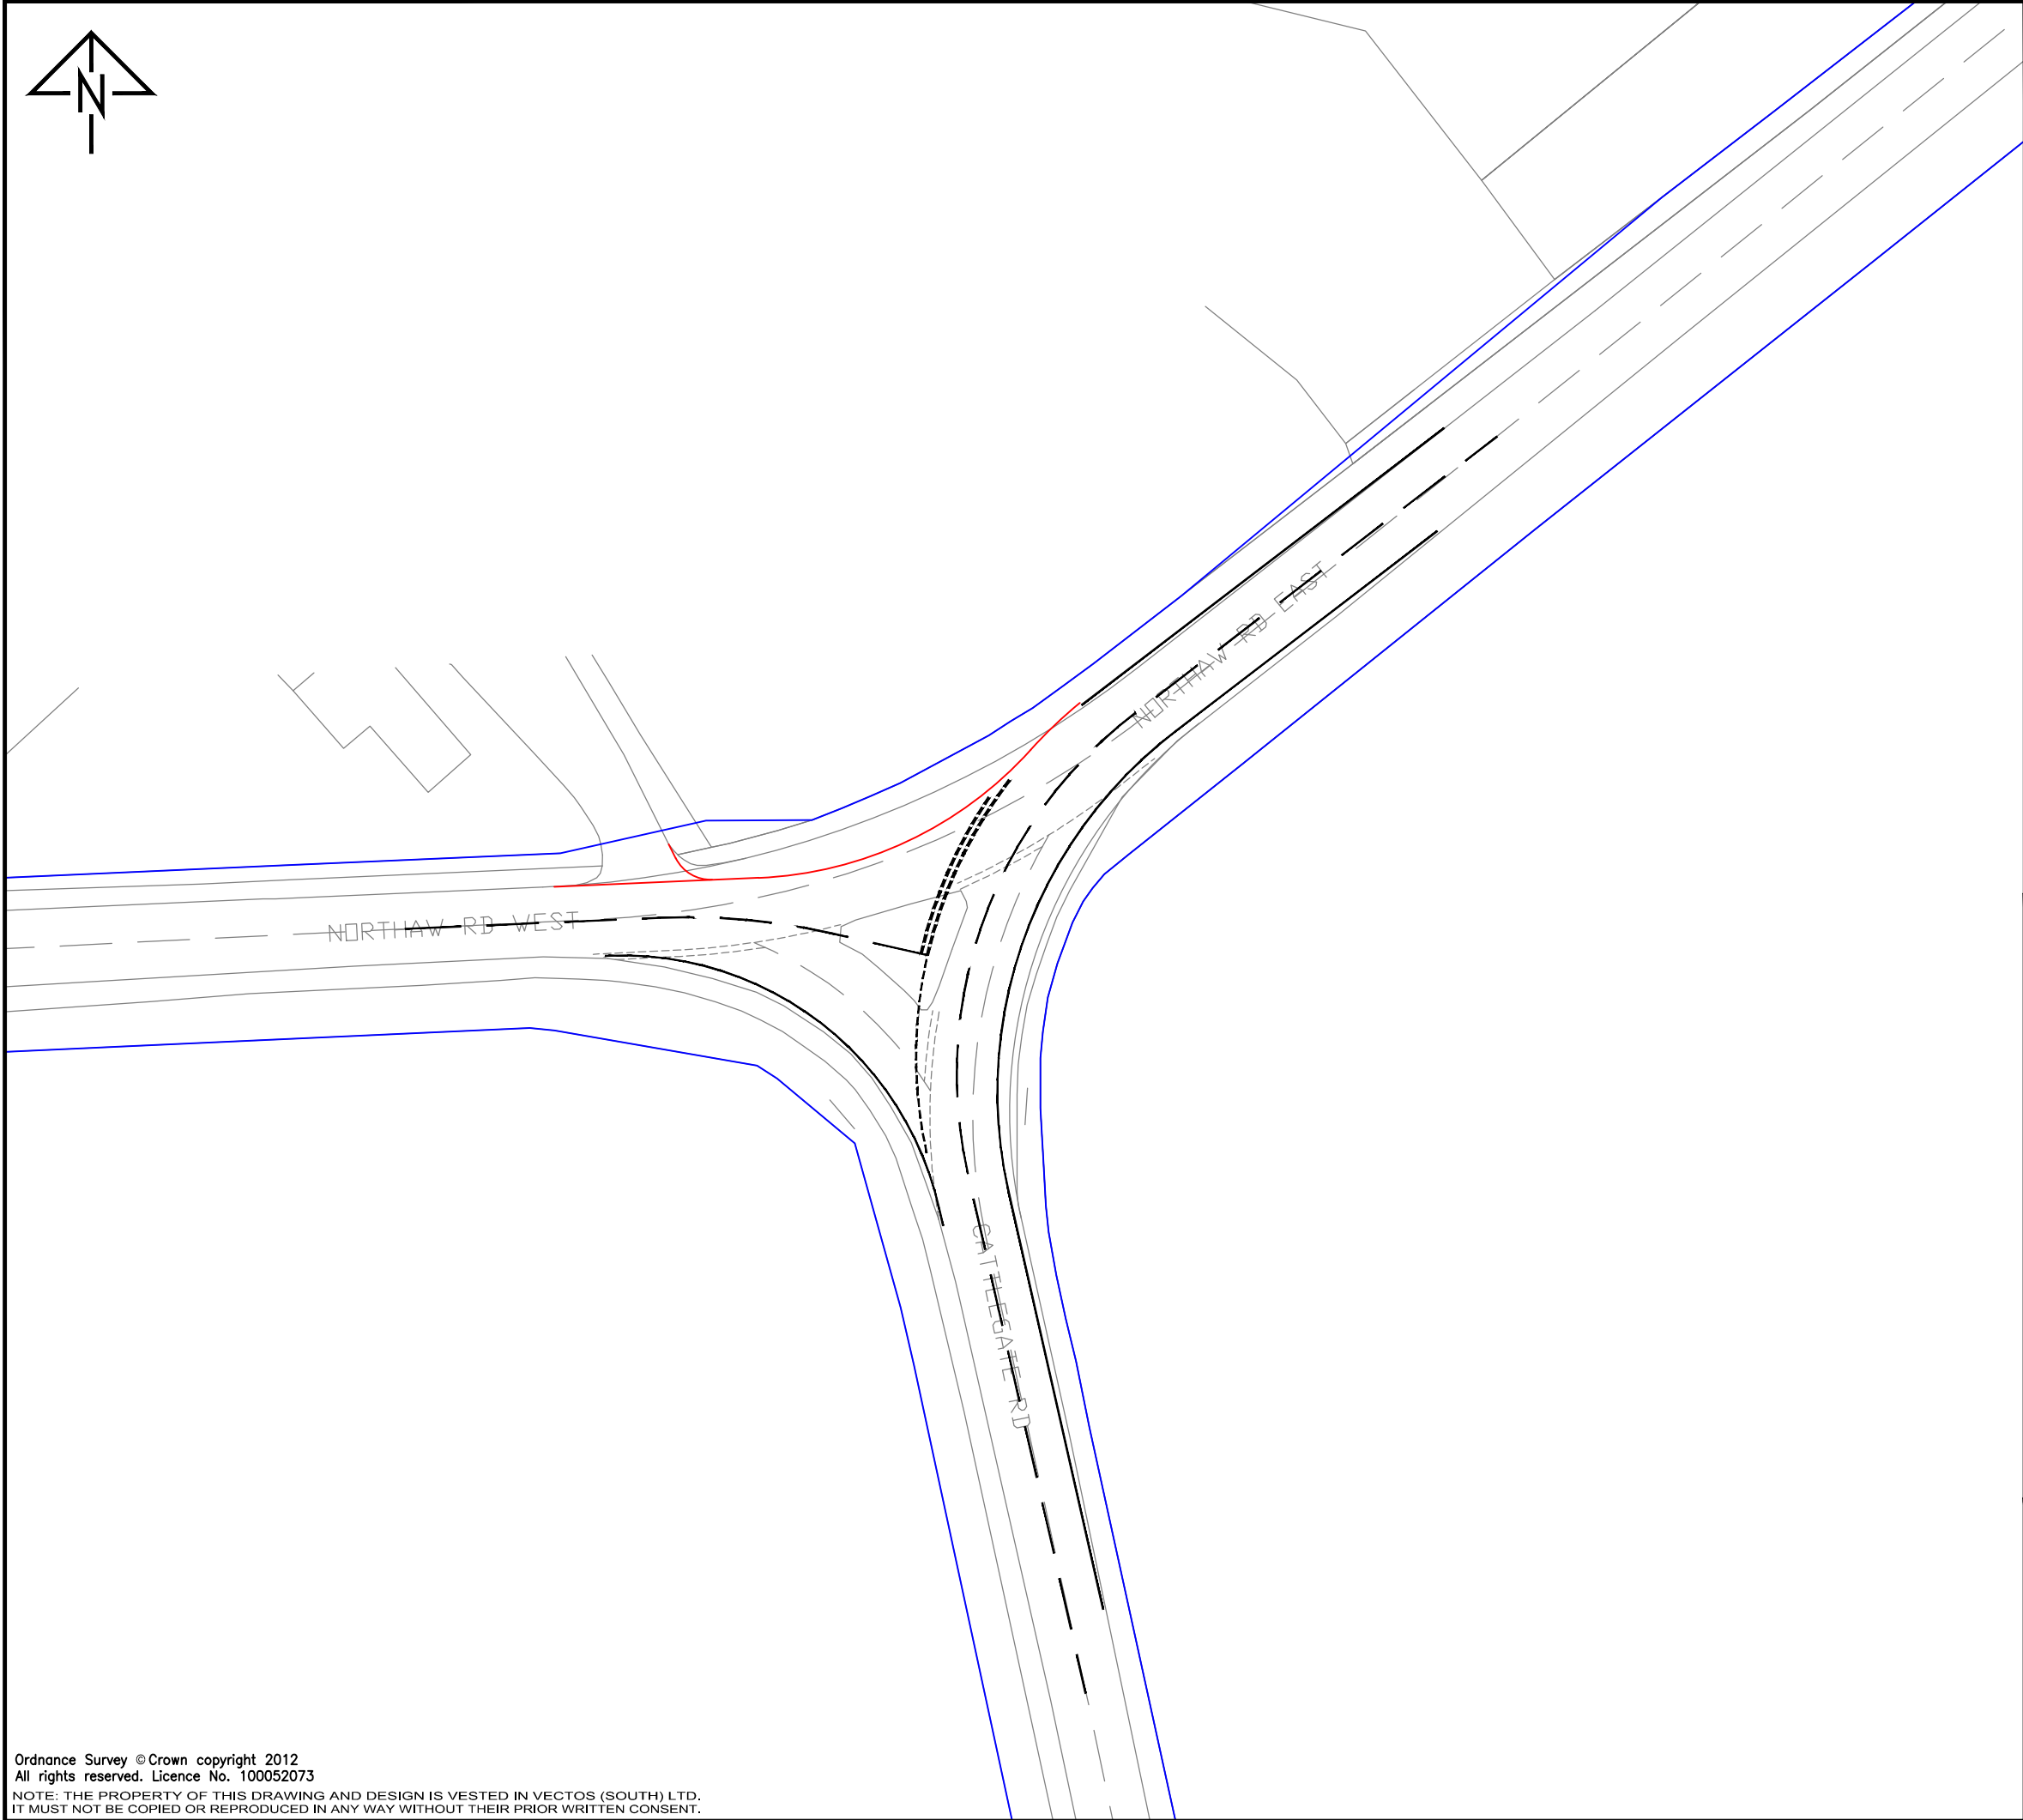 N
NORTHAW RD EAST
NORTHAW RD WEST
CATTLEGATE RD
Ordnance Survey © Crown copyright 2012
All rights reserved. Licence No. 100052073
NOTE: THE PROPERTY OF THIS DRAWING AND DESIGN IS VESTED IN VECTOS (SOUTH) LTD.
IT MUST NOT BE COPIED OR REPRODUCED IN ANY WAY WITHOUT THEIR PRIOR WRITTEN CONSENT.